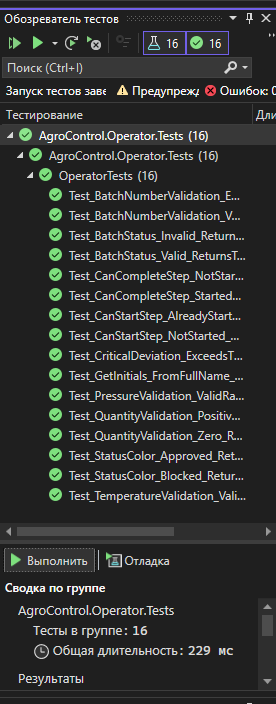 Обозреватель тестов
16 16
Поиск (Ctrl+I)
Запуск тестов заве Предупрежд Ошибок: 0
Тестирование Дли
AgroControl.Operator.Tests (16)
AgroControl.Operator.Tests (16)
OperatorTests (16)
Test_BatchNumberValidation_E...
Test_BatchNumberValidation_V...
Test_BatchStatus_Invalid_Return...
Test_BatchStatus_Valid_ReturnsT...
Test_CanCompleteStep_NotStar...
Test_CanCompleteStep_Started...
Test_CanStartStep_AlreadyStart...
Test_CanStartStep_NotStarted_...
Test_CriticalDeviation_ExceedsT...
Test_GetInitials_FromFullName_...
Test_PressureValidation_ValidRa...
Test_QuantityValidation_Positiv...
Test_QuantityValidation_Zero_R...
Test_StatusColor_Approved_Ret...
Test_StatusColor_Blocked_Retur...
Test_TemperatureValidation_Vali...
Выполнить Отладка
Сводка по группе
AgroControl.Operator.Tests
Тесты в группе: 16
Общая длительность: 229 мс
Результаты